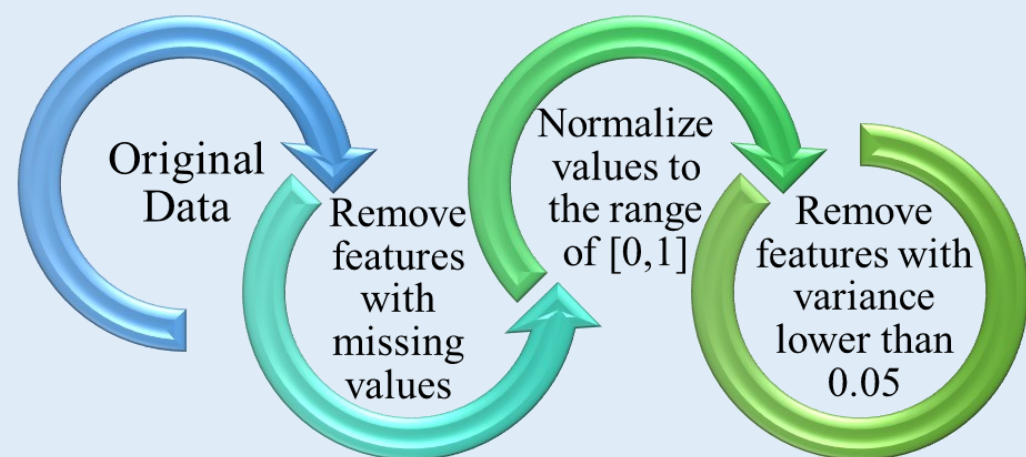 Original
Data
Remove
features
with
missing
values
Normalize
values to
the range
of [0,1]
Remove
features with
variance
lower than
0.05